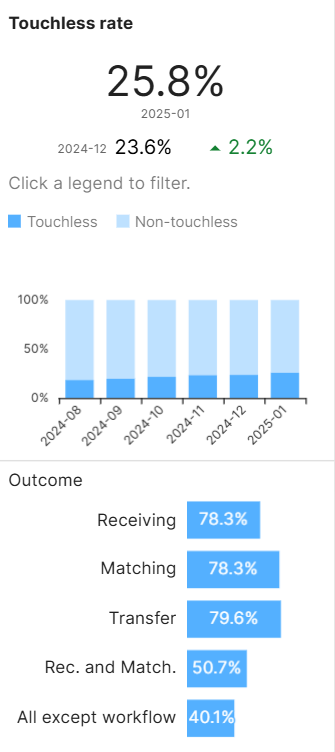 Touchless rate
25.8%
2025-01
2024-12 23.6% 2.2%
Click a legend to filter.
Touchless Non-touchless
100%
50%
0%
2024-08 2024-09 2024-10 2024-11 2024-12 2025-01
Outcome
Receiving 78.3%
Matching 78.3%
Transfer 79.6%
Rec. and Match. 50.7%
All except workflow 40.1%